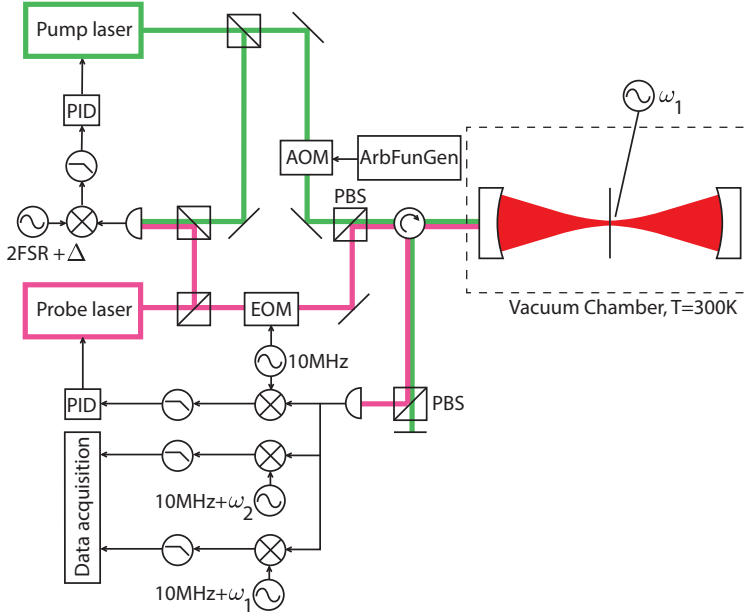 Pump laser
PID
AOM
ArbFunGen
ω1
PBS
2FSR + Δ
Probe laser
EOM
Vacuum Chamber, T=300K
10MHz
PID
PBS
Data acquisition
10MHz+ω2
10MHz+ω1